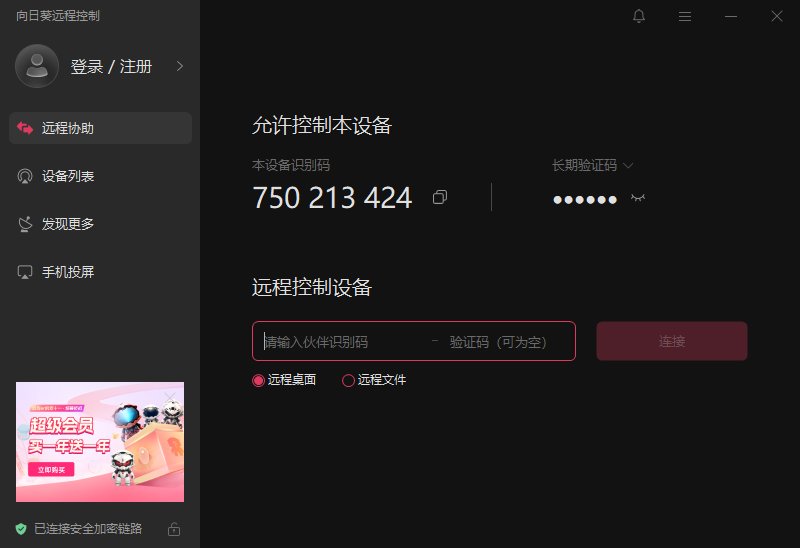 向日葵远程控制
登录 / 注册
远程协助
设备列表
发现更多
手机投屏
超级会员
买一年送一年
立即购买
已连接安全加密链路
允许控制本设备
本设备识别码
长期验证码
750 213 424
••••••
远程控制设备
请输入伙伴识别码 - 验证码（可为空）
连接
远程桌面 远程文件